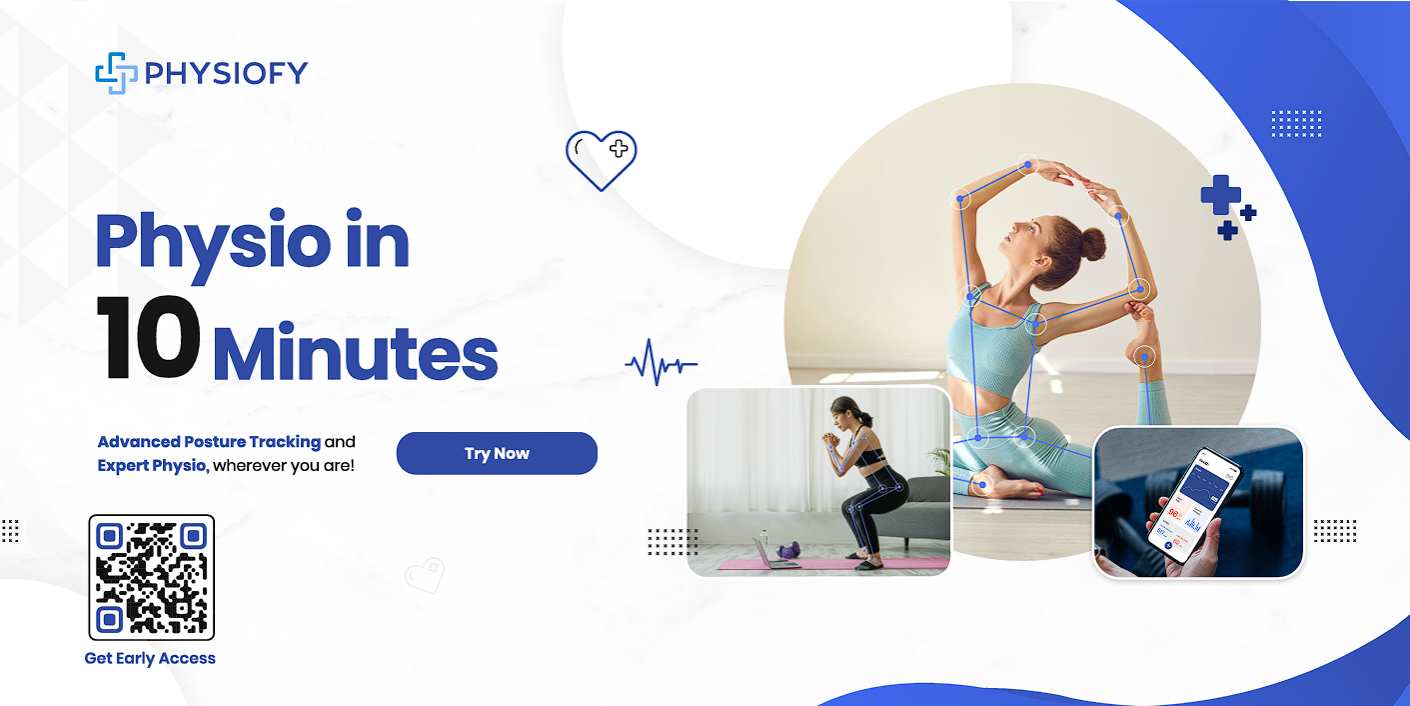 PHYSIOFY
Physio in
10 Minutes
Advanced Posture Tracking and
Expert Physio, wherever you are!
Try Now
Get Early Access